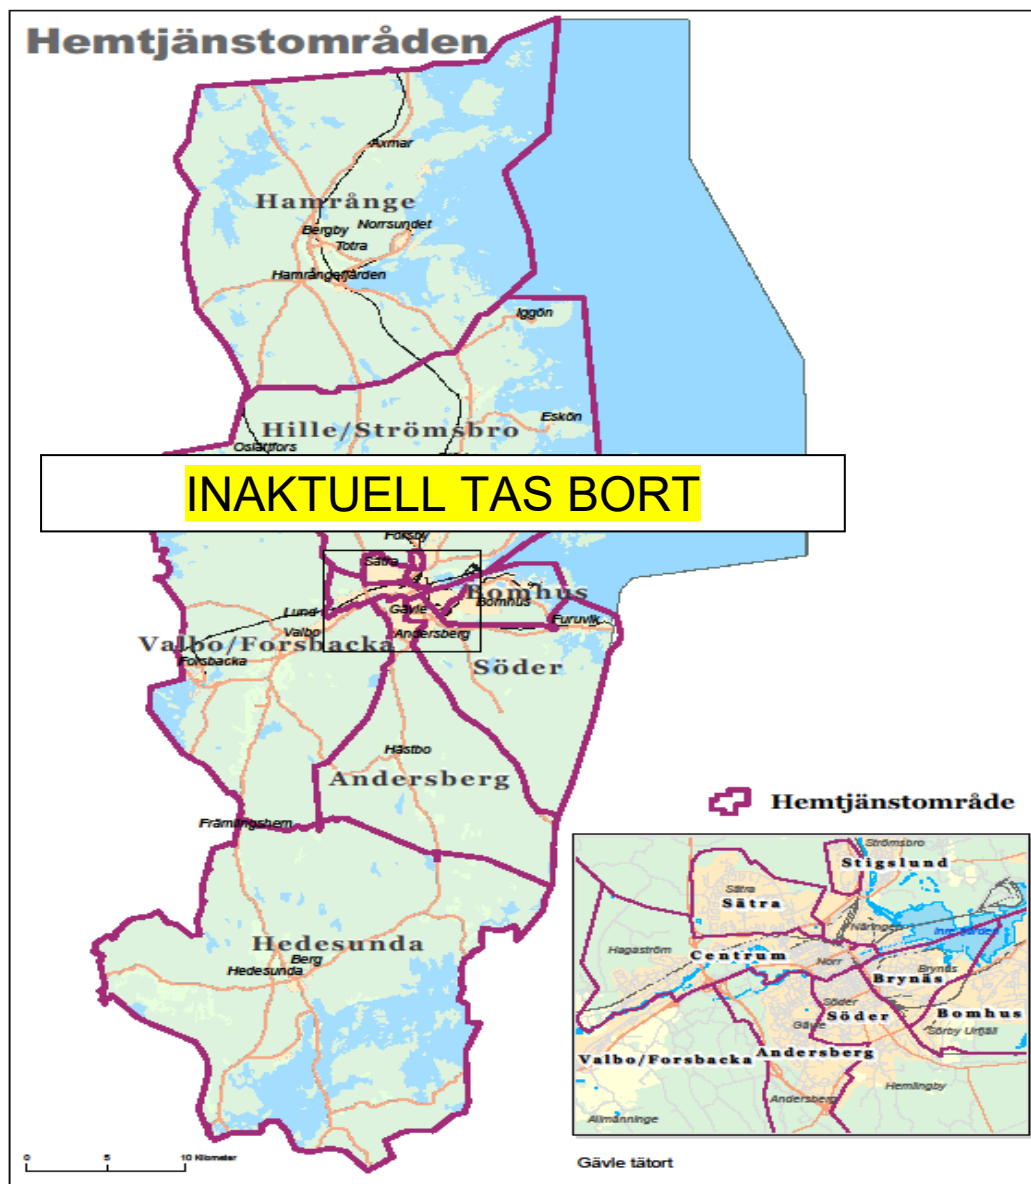 Hemtjänstområden
Axmar
Hamrånge
Bergby
Norrsundet
Totra
Hamrångefjärden
Iggön
Eskön
Hille/Strömsbro
Oslättfors
INAKTUELL TAS BORT
Forsby
Sätra
Bomhus
Bomhus
Lund
Gävle
Furuvik
Valbo
Andersberg
Valbo/Forsbacka
Forsbacka
Söder
Hästbo
Andersberg
Hemtjänstområde
Främlingshem
Hedesunda
Berg
Hedesunda
Strömsbro
Stigslund
Sätra
Sätra
Näringen
Inre fjärden
Hagaström
Centrum
Norr
Brynäs
Brynäs
Söder
Söder
Bomhus
Gävle
Sörby Urfjäll
Valbo/Forsbacka
Andersberg
Hemlingby
Andersberg
Allmänninge
0 5 10 Kilometer
Gävle tätort